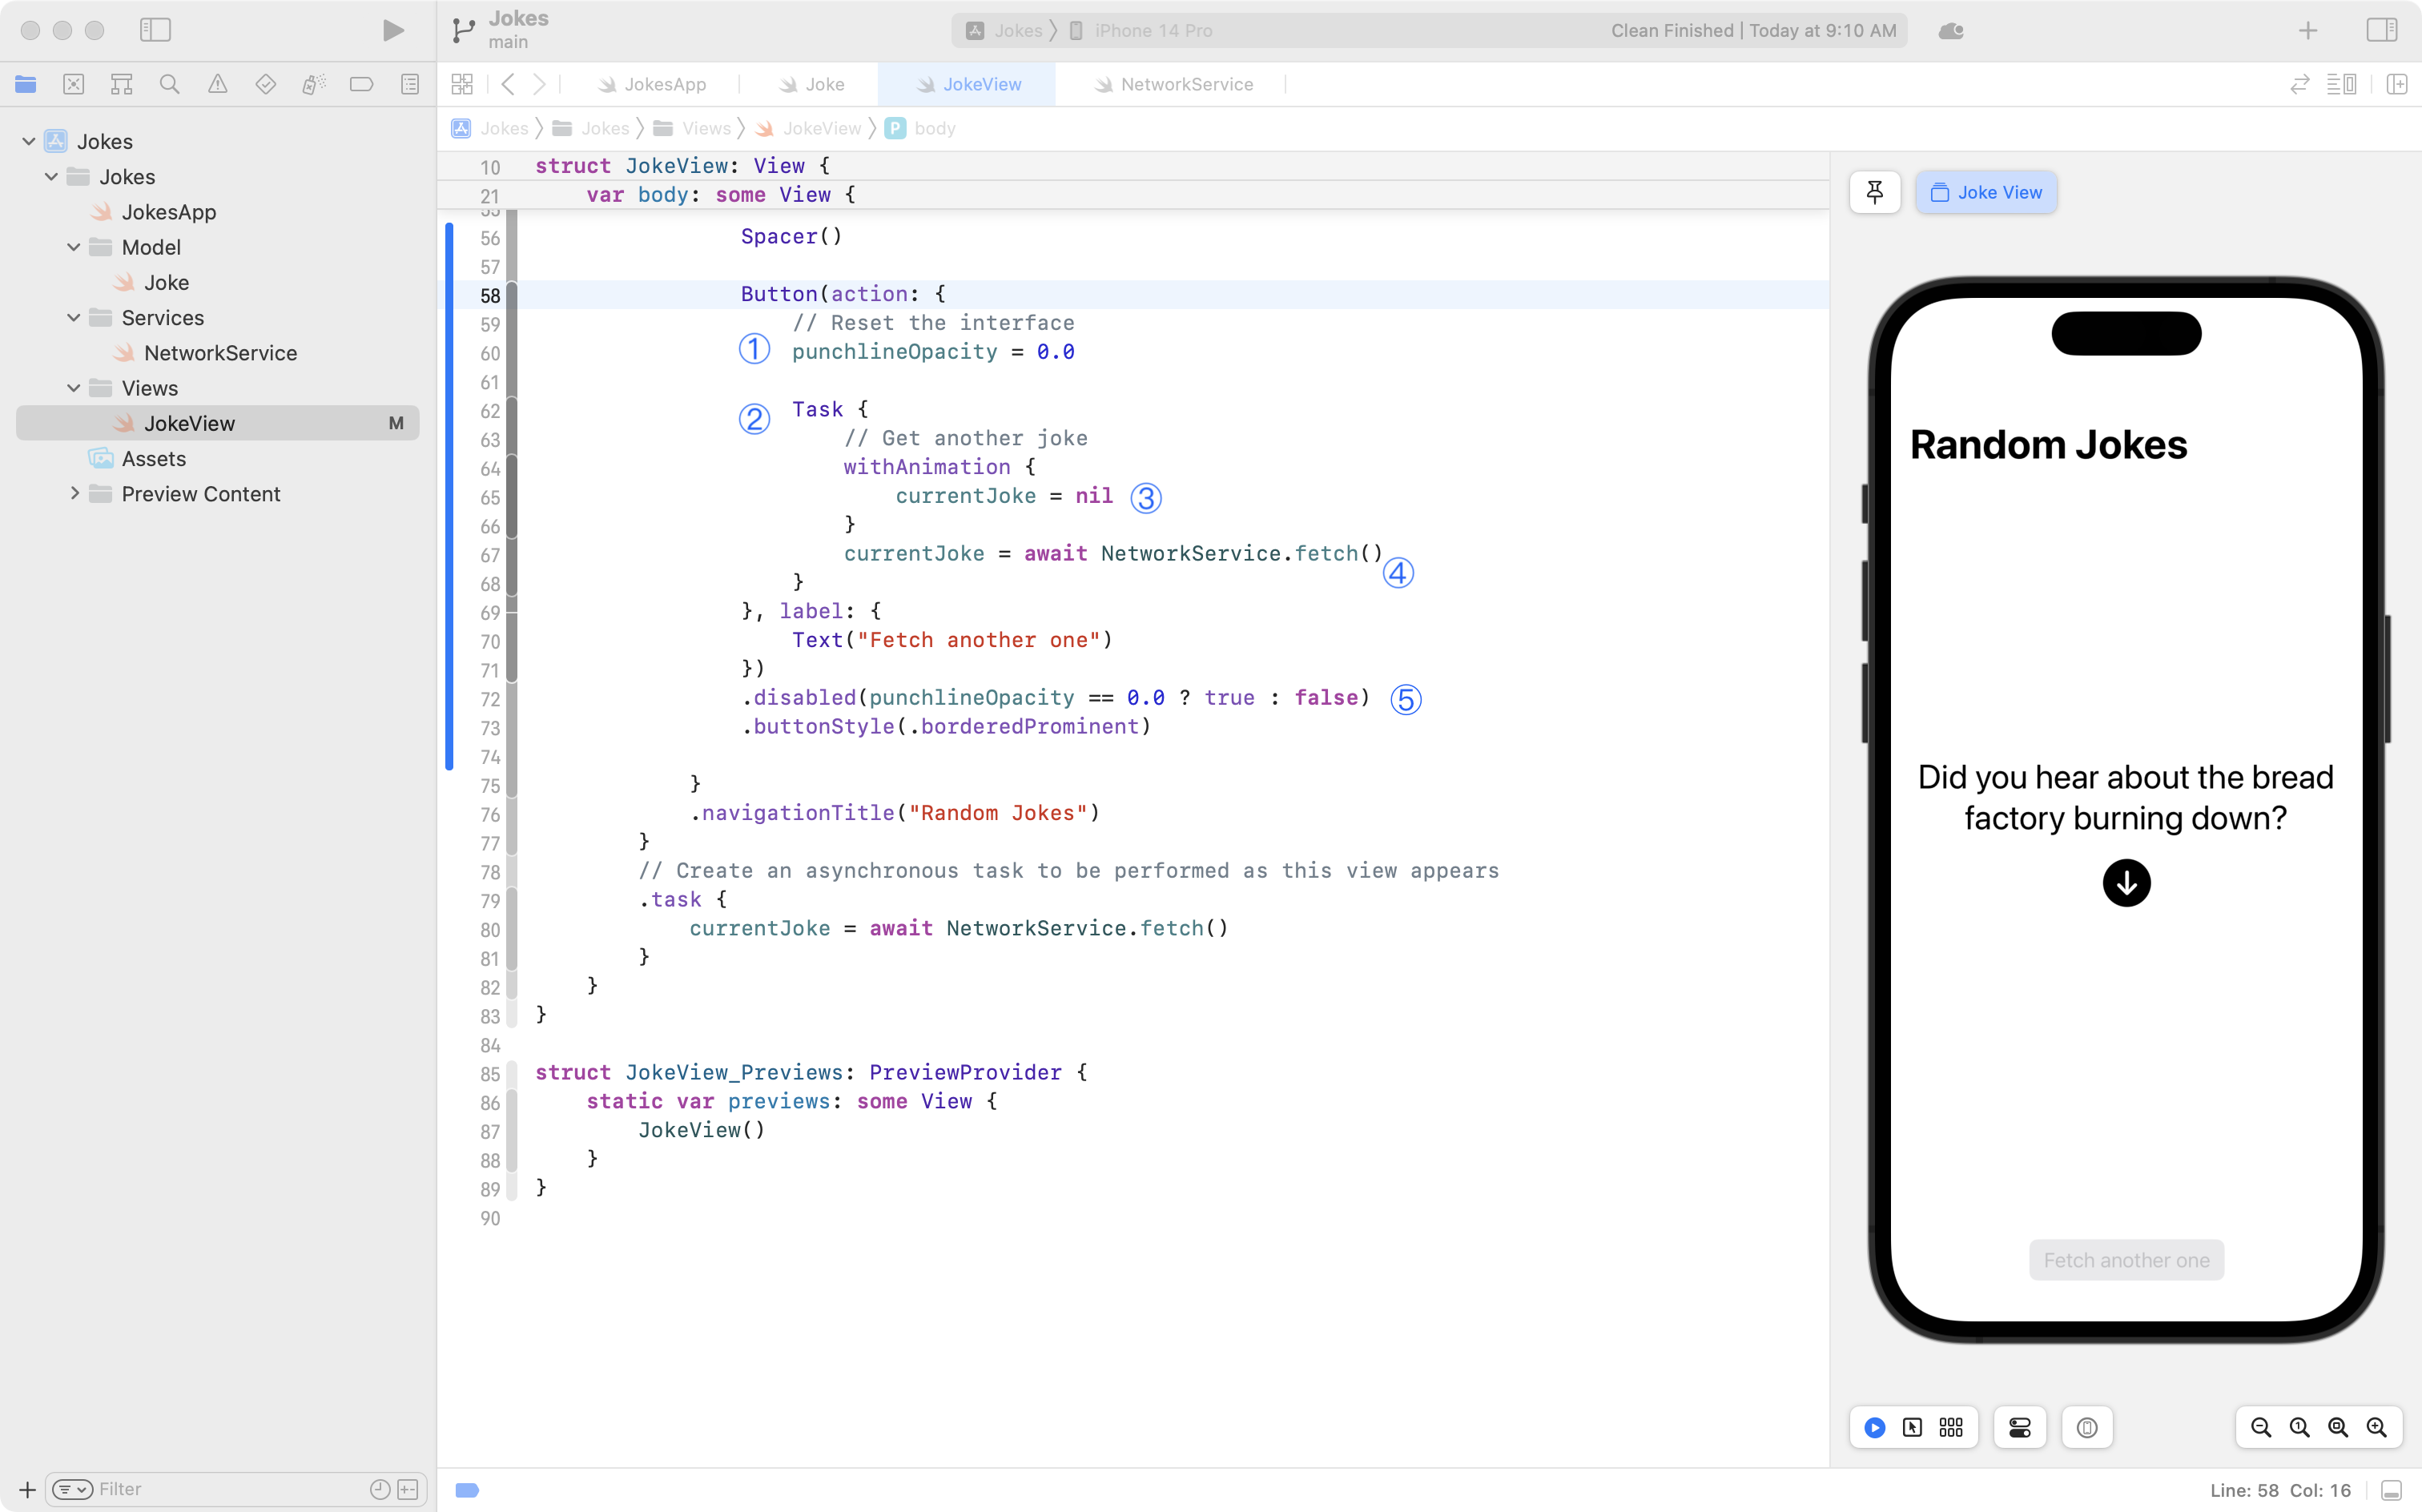 Jokes
main
Jokes
iPhone 14 Pro
Clean Finished | Today at 9:10 AM
JokesApp
Joke
JokeView
NetworkService
Jokes
Jokes
Views
JokeView
P
body
Jokes
Jokes
JokesApp
Model
Joke
Services
NetworkService
Views
JokeView M
Assets
Preview Content
10 struct JokeView: View {
21 var body: some View {
56 Spacer()
57
58 Button(action: {
59 // Reset the interface
60 ① punchlineOpacity = 0.0
61
62 ② Task {
63 // Get another joke
64 withAnimation {
65 currentJoke = nil ③
66 }
67 currentJoke = await NetworkService.fetch()
④
68 }
69 }, label: {
70 Text("Fetch another one")
71 })
72 .disabled(punchlineOpacity == 0.0 ? true : false) ⑤
73 .buttonStyle(.borderedProminent)
74
75 }
76 .navigationTitle("Random Jokes")
77 }
78 // Create an asynchronous task to be performed as this view appears
79 .task {
80 currentJoke = await NetworkService.fetch()
81 }
82 }
83 }
84
85 struct JokeView_Previews: PreviewProvider {
86 static var previews: some View {
87 JokeView()
88 }
89 }
90
Joke View
Random Jokes
Did you hear about the bread
factory burning down?
Fetch another one
Filter
Line: 58 Col: 16